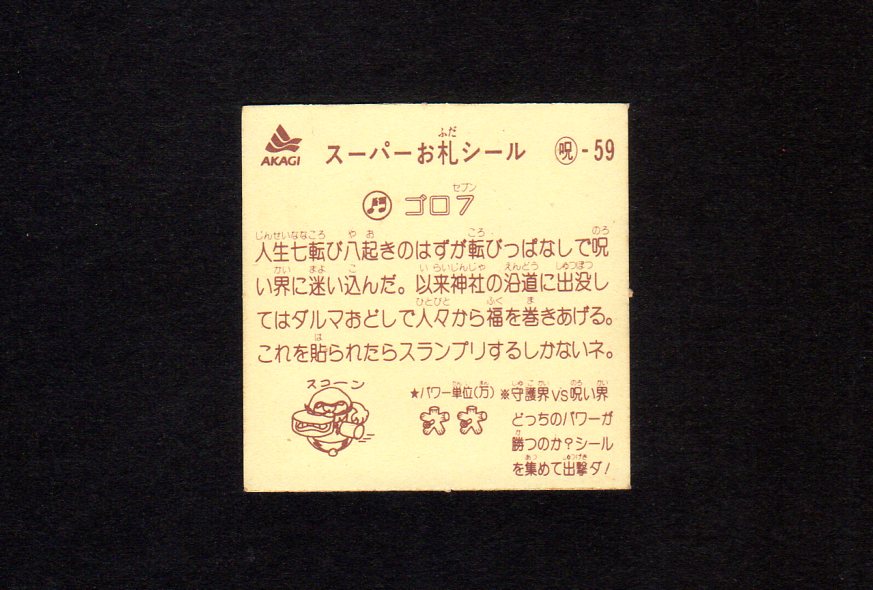 AKAGI スーパーお札シール 呪-59
ゴロ7
人生七転び八起きのはずが転びっぱなしで呪
い界に迷い込んだ。以来神社の沿道に出没し
てはダルマおどしで人々から福を巻きあげる。
これを貼られたらスランプリするしかないネ。
スコーン
★パワー単位(万)
※守護界VS呪い界
どっちのパワーが
勝つのか?シール
を集めて出撃ダ!